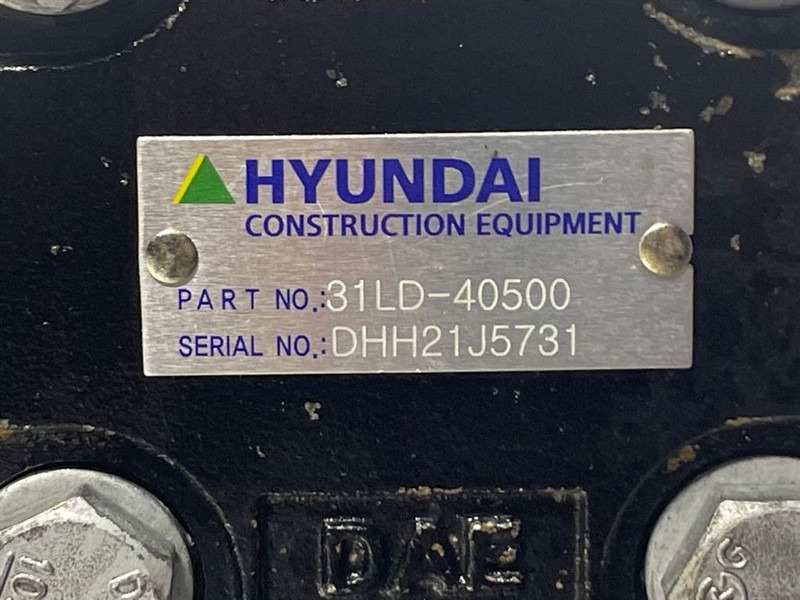 HYUNDAI
CONSTRUCTION EQUIPMENT
PART NO.:31LD-40500
SERIAL NO.:DHH21J5731
DAE